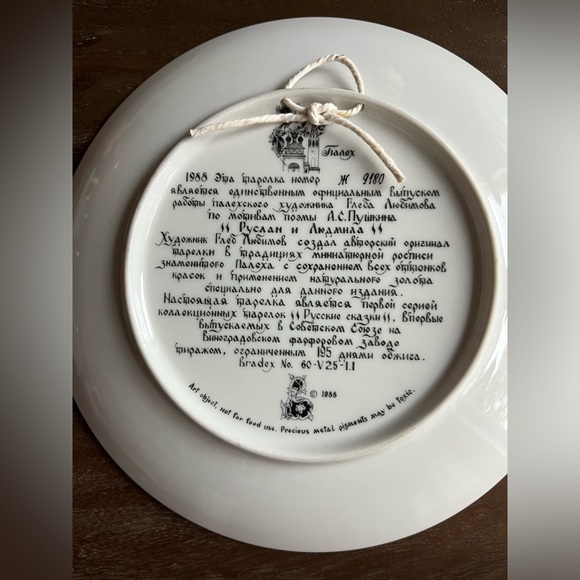 Палех
1988 Эта тарелка номер Ж 9180
является единственным официальным выпуском
работы палехского художника Глеба Любимова
по мотивам поэмы А.С.Пушкина
"Руслан и Людмила"
Художник Глеб Любимов создал авторский оригинал
тарелки в традициях миниатюрной росписи
знаменитого Палеха с сохранением всех оттенков
красок и применением натурального золота
специально для данного издания.
Настоящая тарелка является первой серией
коллекционных тарелок "Русские сказки", впервые
выпускаемых в Советском Союзе на
Виноградовском фарфоровом заводе
тиражом, ограниченным 195 днями обжига.
Bradex No. 60-V25-1.1
© 1988
Art object, not for food use. Precious metal pigments may be toxic.